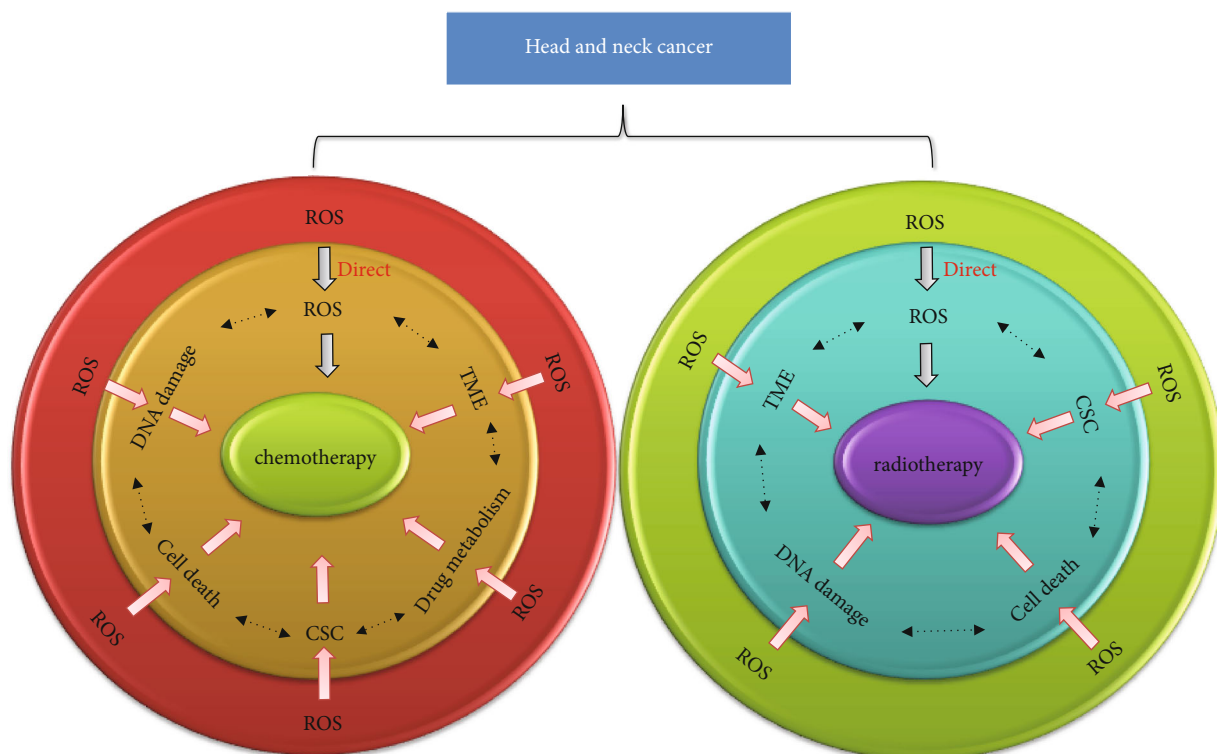 Head and neck cancer
ROS
Direct
ROS
ROS
DNA damage
TME
ROS
chemotherapy
Cell death
Drug metabolism
ROS
CSC
ROS
ROS
ROS
Direct
ROS
ROS
TME
CSC
ROS
radiotherapy
DNA damage
Cell death
ROS
ROS